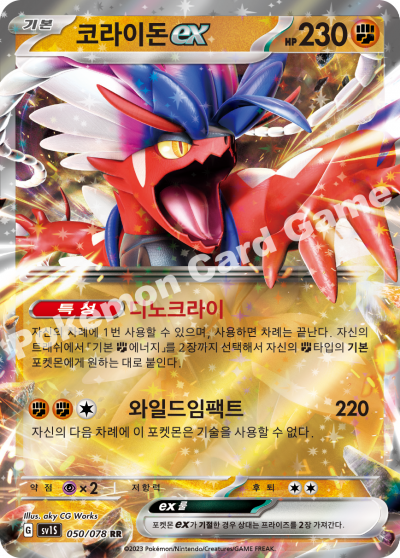 기본 코라이돈 ex HP 230
특성 디노크라이
자신의 차례에 1번 사용할 수 있으며, 사용하면 차례는 끝난다. 자신의
트래쉬에서 「기본 에너지」를 2장까지 선택해서 자신의 타입의 기본
포켓몬에게 원하는 대로 붙인다.
와일드임팩트 220
자신의 다음 차례에 이 포켓몬은 기술을 사용할 수 없다.
약점 ×2 저항력 후퇴
Illus. aky CG Works
G sv1S 050/078 RR
ex 룰
포켓몬 ex가 기절한 경우 상대는 프라이즈를 2장 가져간다.
©2023 Pokémon/Nintendo/Creatures/GAME FREAK.
Pokémon Card Game